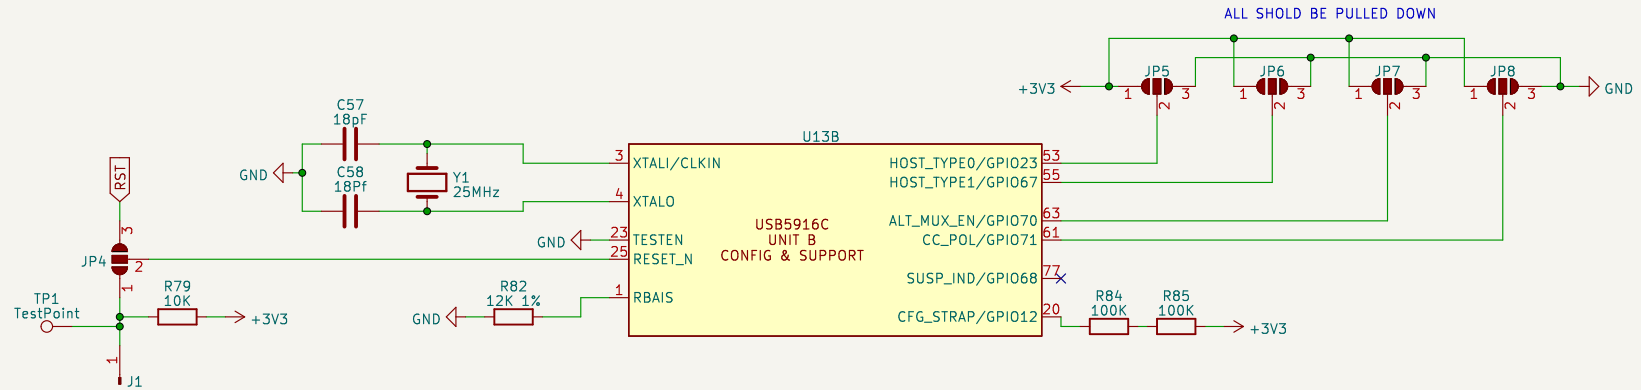 ALL SHOLD BE PULLED DOWN
+3V3
JP5
1
2
3
JP6
1
2
3
JP7
1
2
3
JP8
1
2
3
GND
C57
18pF
C58
18Pf
GND
Y1
25MHz
RST
3
JP4
2
1
TP1
TestPoint
R79
10K
+3V3
1
J1
GND
GND
R82
12K 1%
U13B
3
XTALI/CLKIN
4
XTALO
23
TESTEN
25
RESET_N
1
RBAIS
USB5916C
UNIT B
CONFIG & SUPPORT
HOST_TYPE0/GPIO23
53
HOST_TYPE1/GPIO67
55
ALT_MUX_EN/GPIO70
63
CC_POL/GPIO71
61
SUSP_IND/GPIO68
77
CFG_STRAP/GPIO12
20
R84
100K
R85
100K
+3V3